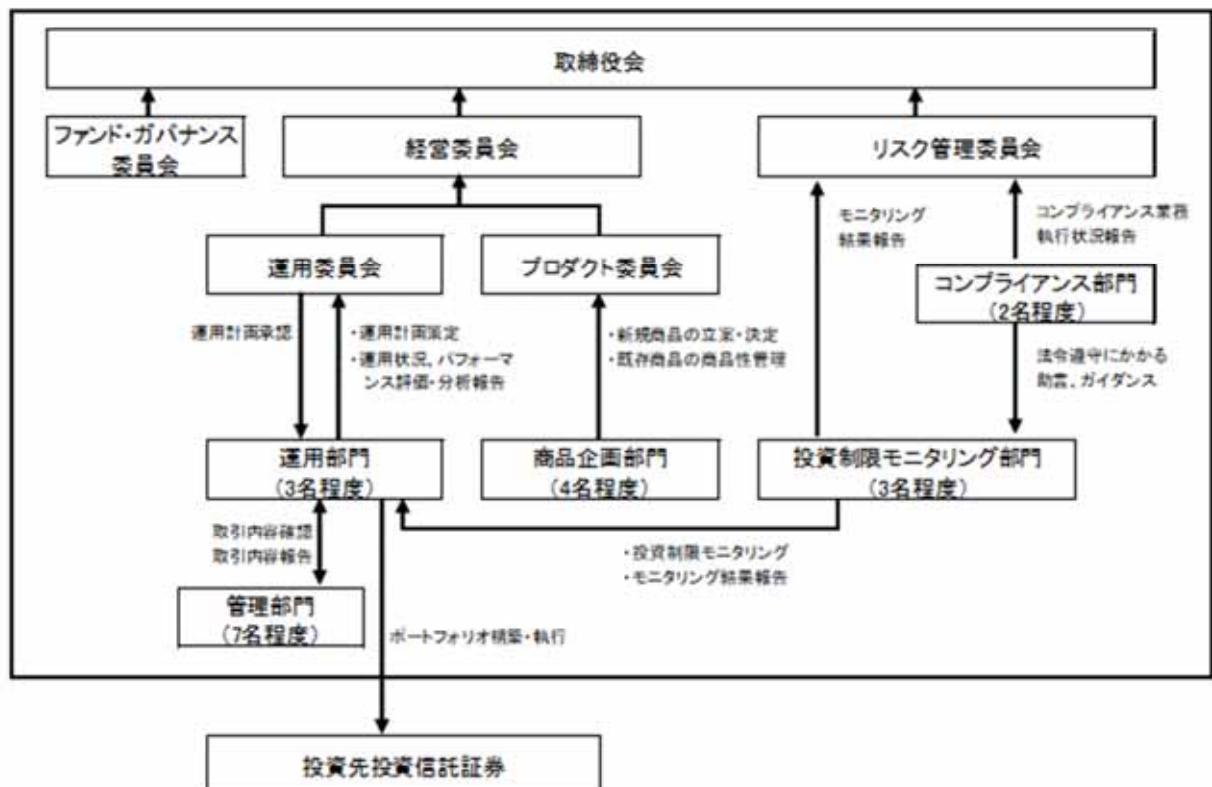 取締役会
ファンド・ガバナンス
委員会
経営委員会
リスク管理委員会
モニタリング
結果報告
コンプライアンス業務
執行状況報告
運用委員会
プロダクト委員会
コンプライアンス部門
(2名程度)
運用計画承認
・運用計画策定
・運用状況、パフォーマ
ンス評価・分析報告
・新規商品の立案・決定
・既存商品の商品性管理
法令遵守にかかる
助言、ガイダンス
運用部門
(3名程度)
商品企画部門
(4名程度)
投資制限モニタリング部門
(3名程度)
取引内容確認
取引内容報告
・投資制限モニタリング
・モニタリング結果報告
管理部門
(7名程度)
ポートフォリオ構築・執行
投資先投資信託証券